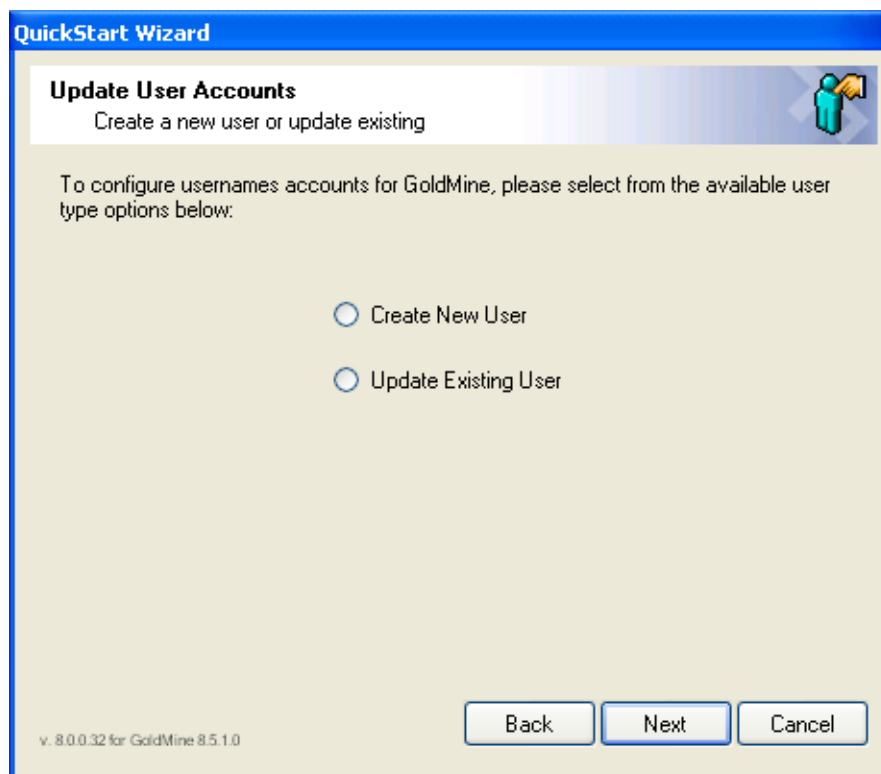 QuickStart Wizard
Update User Accounts
Create a new user or update existing
To configure usernames accounts for GoldMine, please select from the available user
type options below:
Create New User
Update Existing User
v. 8.0.0.32 for GoldMine 8.5.1.0
Back
Next
Cancel